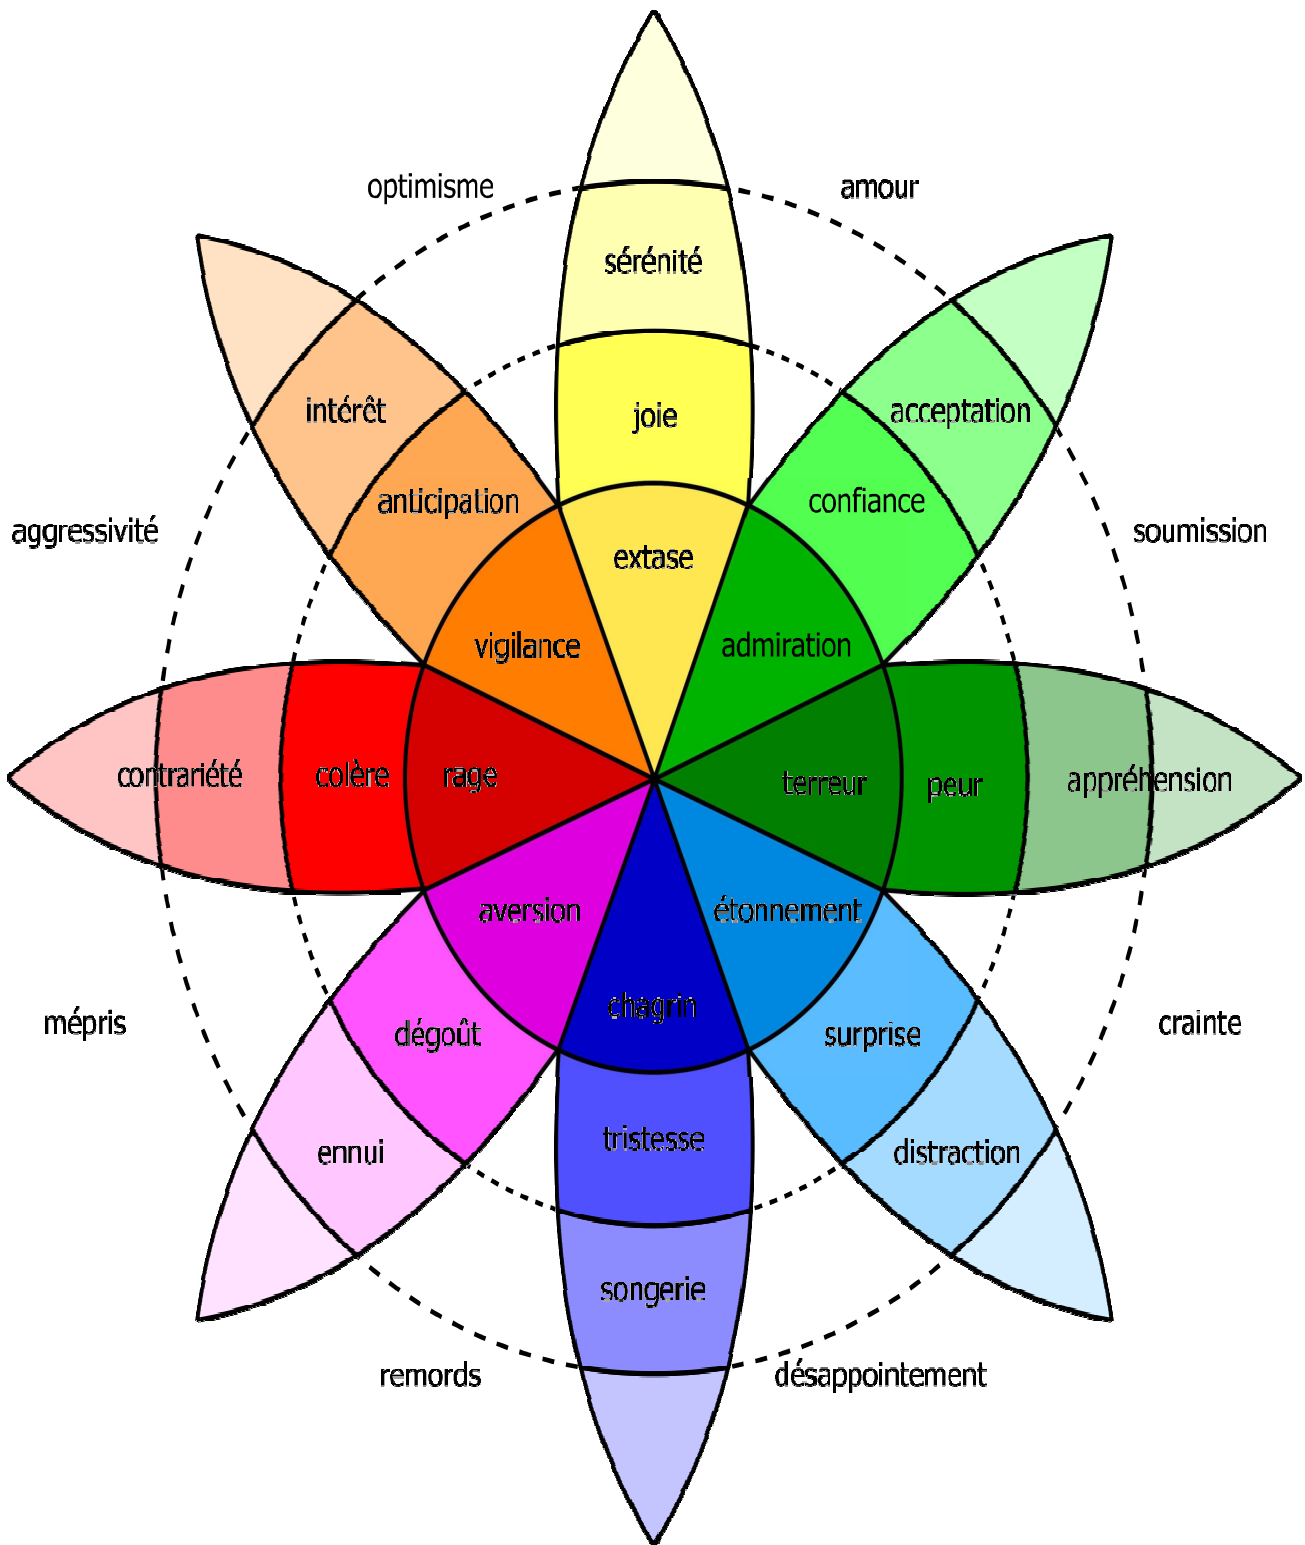 optimisme
amour
sérénité
intérêt
joie
acceptation
anticipation
confiance
aggressivité
extase
soumission
vigilance
admiration
contrariété
colère
rage
terreur
peur
appréhension
aversion
étonnement
mépris
dégoût
chagrin
surprise
crainte
ennui
tristesse
distraction
songerie
remords
désappointement